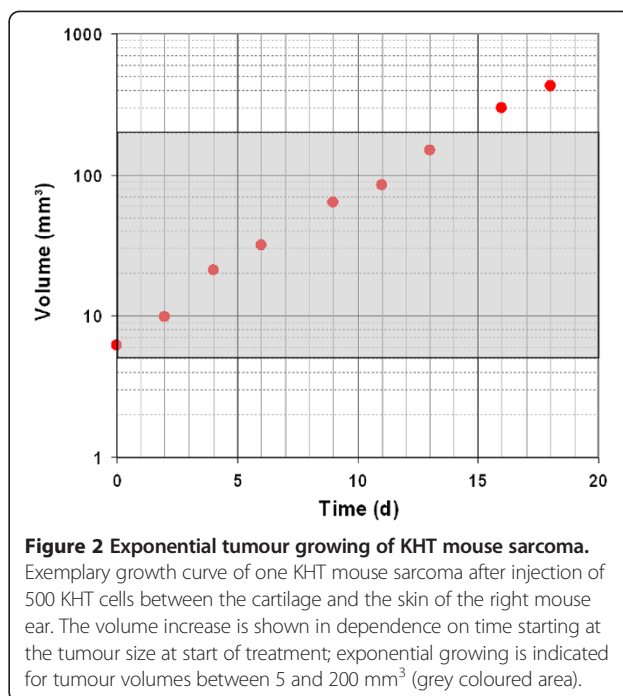 1000
100
10
1
Volume (mm³)
0 5 10 15 20
Time (d)
Figure 2 Exponential tumour growing of KHT mouse sarcoma.
Exemplary growth curve of one KHT mouse sarcoma after injection of
500 KHT cells between the cartilage and the skin of the right mouse
ear. The volume increase is shown in dependence on time starting at
the tumour size at start of treatment; exponential growing is indicated
for tumour volumes between 5 and 200 mm³ (grey coloured area).